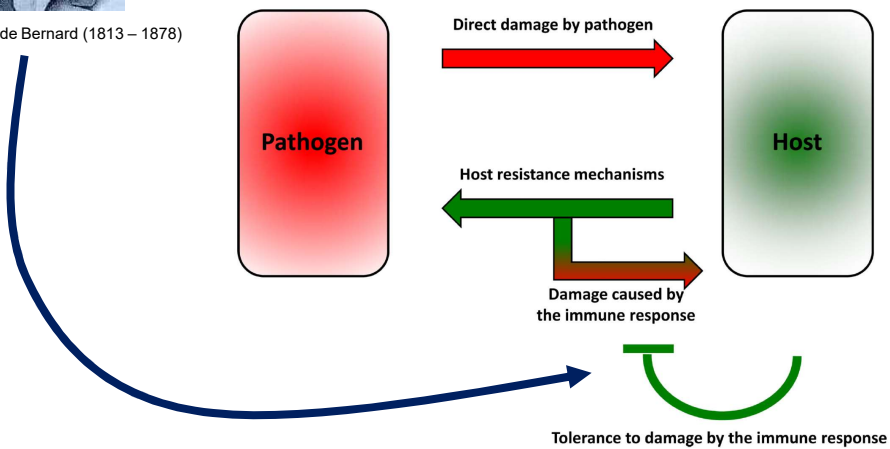 de Bernard (1813 – 1878)
Direct damage by pathogen
Pathogen
Host
Host resistance mechanisms
Damage caused by
the immune response
Tolerance to damage by the immune response